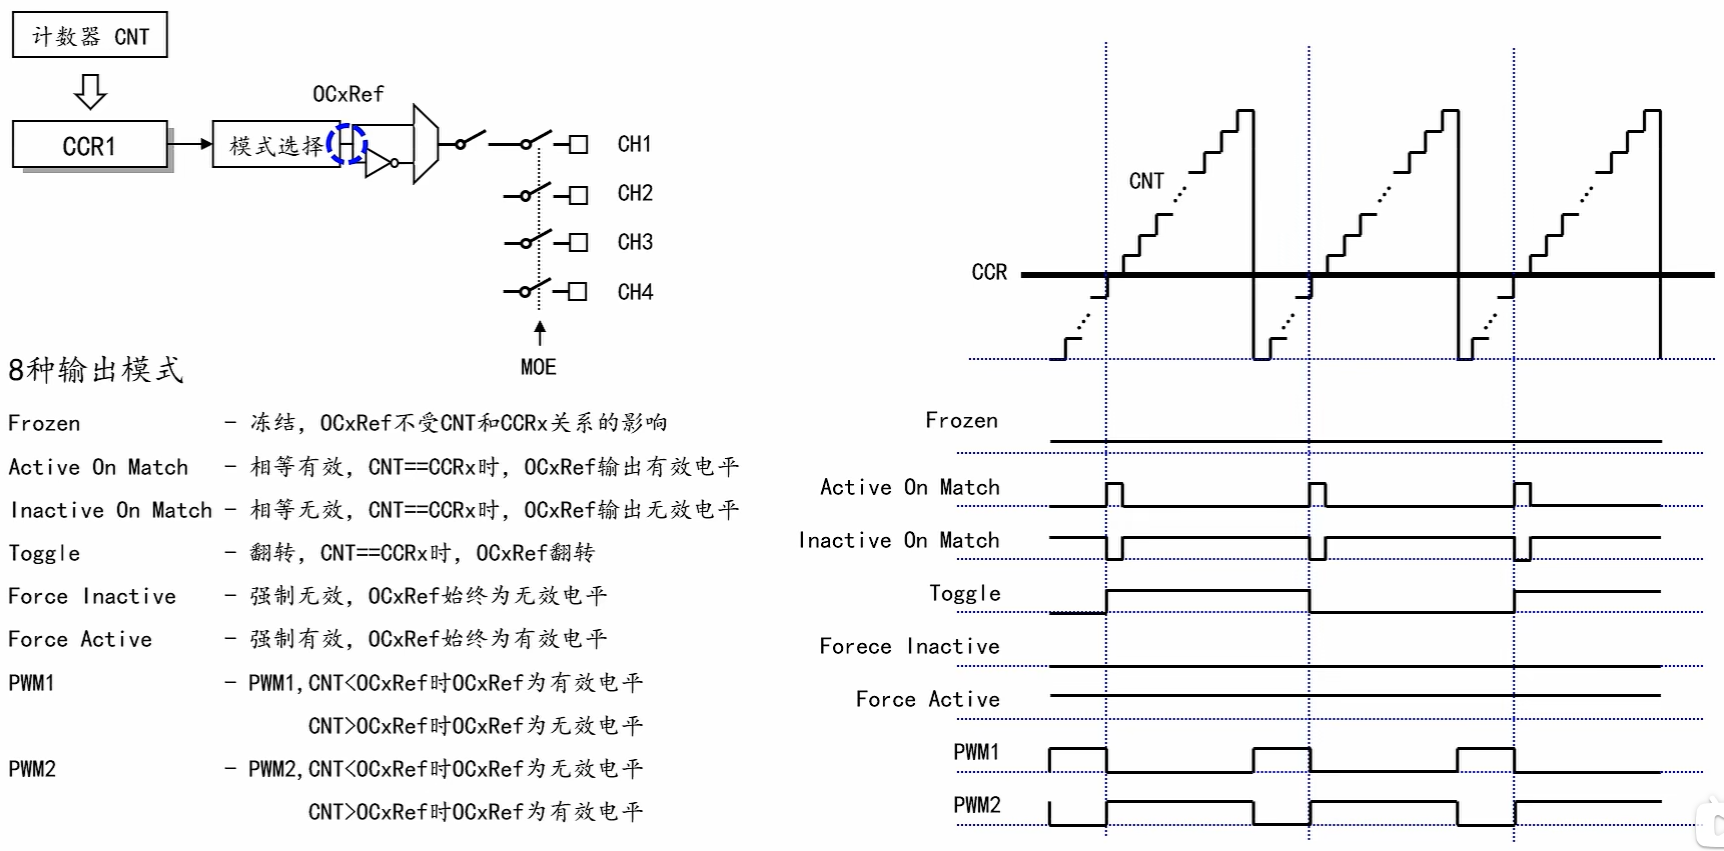 计数器 CNT
CCR1
模式选择
OCxRef
CH1
CH2
CH3
CH4
MOE
8种输出模式
Frozen - 冻结, OCxRef不受CNT和CCRx关系的影响
Active On Match - 相等有效, CNT==CCRx时, OCxRef输出有效电平
Inactive On Match - 相等无效, CNT==CCRx时, OCxRef输出无效电平
Toggle - 翻转, CNT==CCRx时, OCxRef翻转
Force Inactive - 强制无效, OCxRef始终为无效电平
Force Active - 强制有效, OCxRef始终为有效电平
PWM1 - PWM1,CNT<OCxRef时OCxRef为有效电平
CNT>OCxRef时OCxRef为无效电平
PWM2 - PWM2,CNT<OCxRef时OCxRef为无效电平
CNT>OCxRef时OCxRef为有效电平
CNT
CCR
Frozen
Active On Match
Inactive On Match
Toggle
Forece Inactive
Force Active
PWM1
PWM2